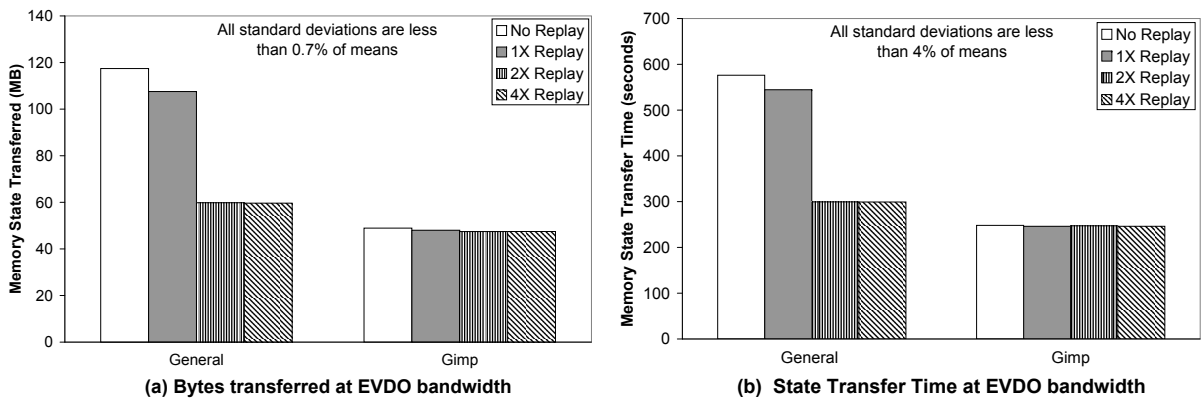 140
120
100
80
60
40
20
0
Memory State Transferred (MB)
All standard deviations are less
than 0.7% of means
No Replay
1X Replay
2X Replay
4X Replay
General
Gimp
(a) Bytes transferred at EVDO bandwidth
700
600
500
400
300
200
100
0
Memory State Transfer Time (seconds)
All standard deviations are less
than 4% of means
No Replay
1X Replay
2X Replay
4X Replay
General
Gimp
(b) State Transfer Time at EVDO bandwidth